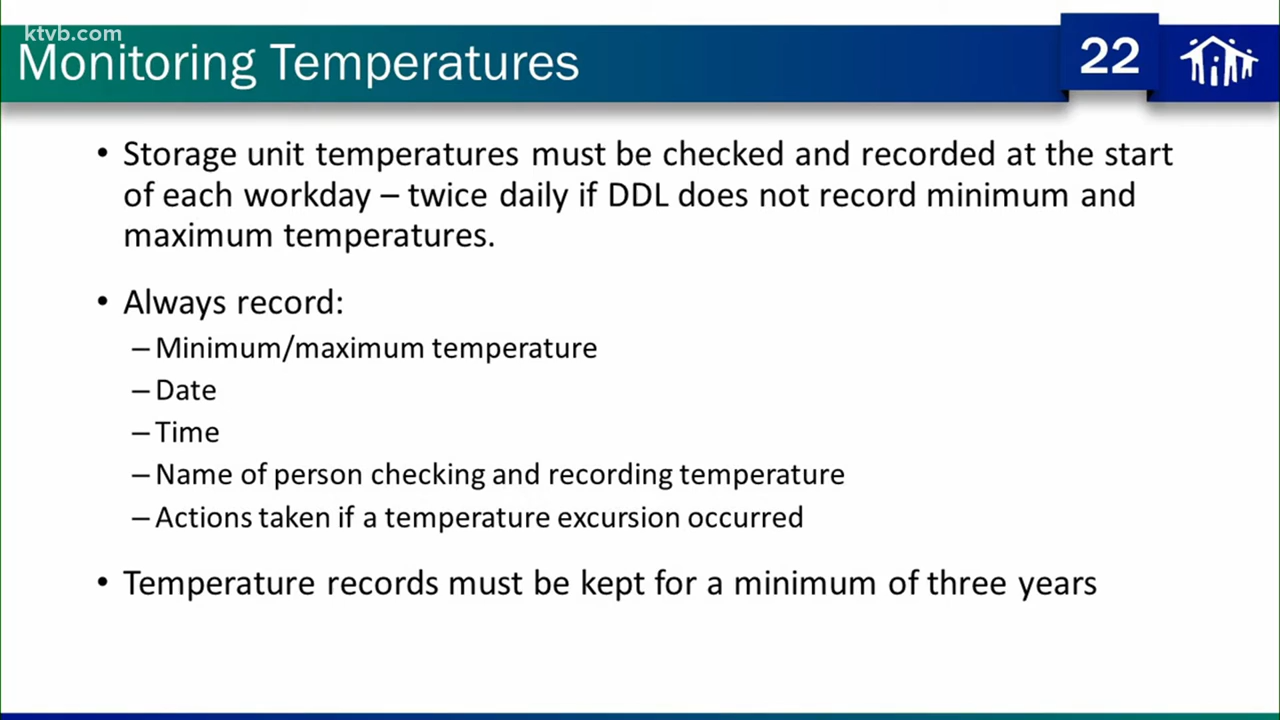 ktvb.com
Monitoring Temperatures
22
• Storage unit temperatures must be checked and recorded at the start
of each workday – twice daily if DDL does not record minimum and
maximum temperatures.
• Always record:
– Minimum/maximum temperature
– Date
– Time
– Name of person checking and recording temperature
– Actions taken if a temperature excursion occurred
• Temperature records must be kept for a minimum of three years